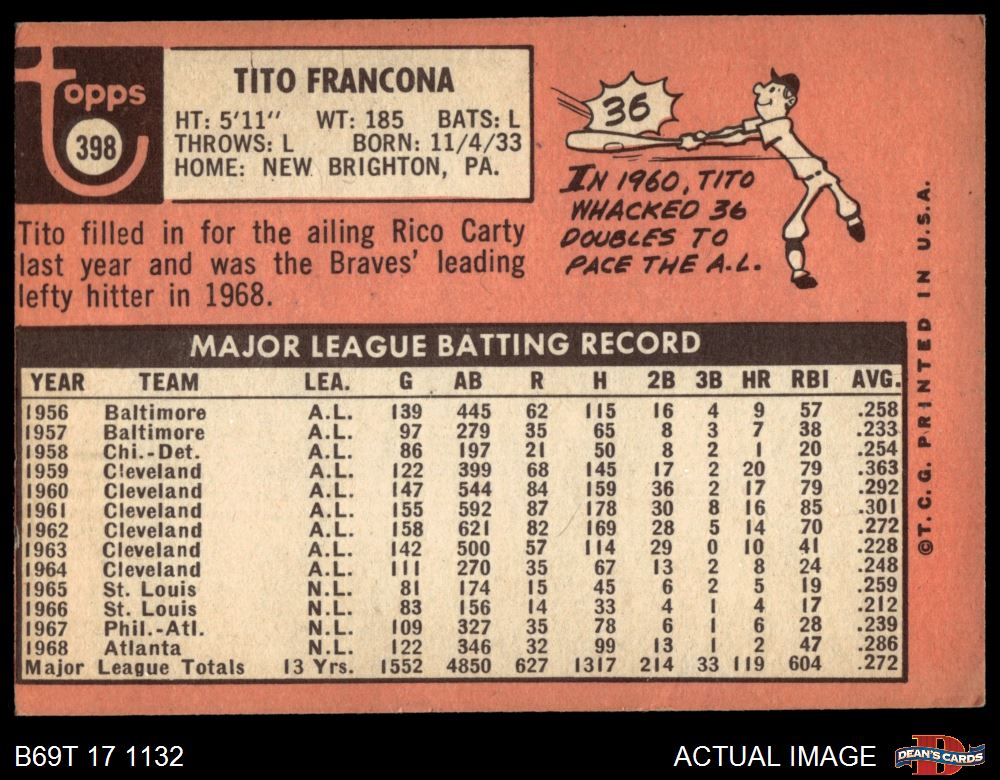 topps
398
TITO FRANCONA
HT: 5'11" WT: 185 BATS: L
THROWS: L BORN: 11/4/33
HOME: NEW BRIGHTON, PA.
36
IN 1960, TITO
WHACKED 36
DOUBLES TO
PACE THE A.L.
Tito filled in for the ailing Rico Carty
last year and was the Braves' leading
lefty hitter in 1968.
MAJOR LEAGUE BATTING RECORD
YEAR TEAM LEA. G AB R H 2B 3B HR RBI AVG.
1956 Baltimore A.L. 139 445 62 115 16 4 9 57 .258
1957 Baltimore A.L. 97 279 35 65 8 3 7 38 .233
1958 Chi.-Det. A.L. 86 197 21 50 8 2 1 20 .254
1959 Cleveland A.L. 122 399 68 145 17 2 20 79 .363
1960 Cleveland A.L. 147 544 84 159 36 2 17 79 .292
1961 Cleveland A.L. 155 592 87 178 30 8 16 85 .301
1962 Cleveland A.L. 158 621 82 169 28 5 14 70 .272
1963 Cleveland A.L. 142 500 57 114 29 0 10 41 .228
1964 Cleveland A.L. 111 270 35 67 13 2 8 24 .248
1965 St. Louis N.L. 81 174 15 45 6 2 5 19 .259
1966 St. Louis N.L. 83 156 14 33 4 1 4 17 .212
1967 Phil.-Atl. N.L. 109 327 35 78 6 1 6 28 .239
1968 Atlanta N.L. 122 346 32 99 13 1 2 47 .286
Major League Totals 13 Yrs. 1552 4850 627 1317 214 33 119 604 .272
©T.C.G. PRINTED IN U.S.A.
B69T 17 1132
ACTUAL IMAGE
DEAN'S CARDS